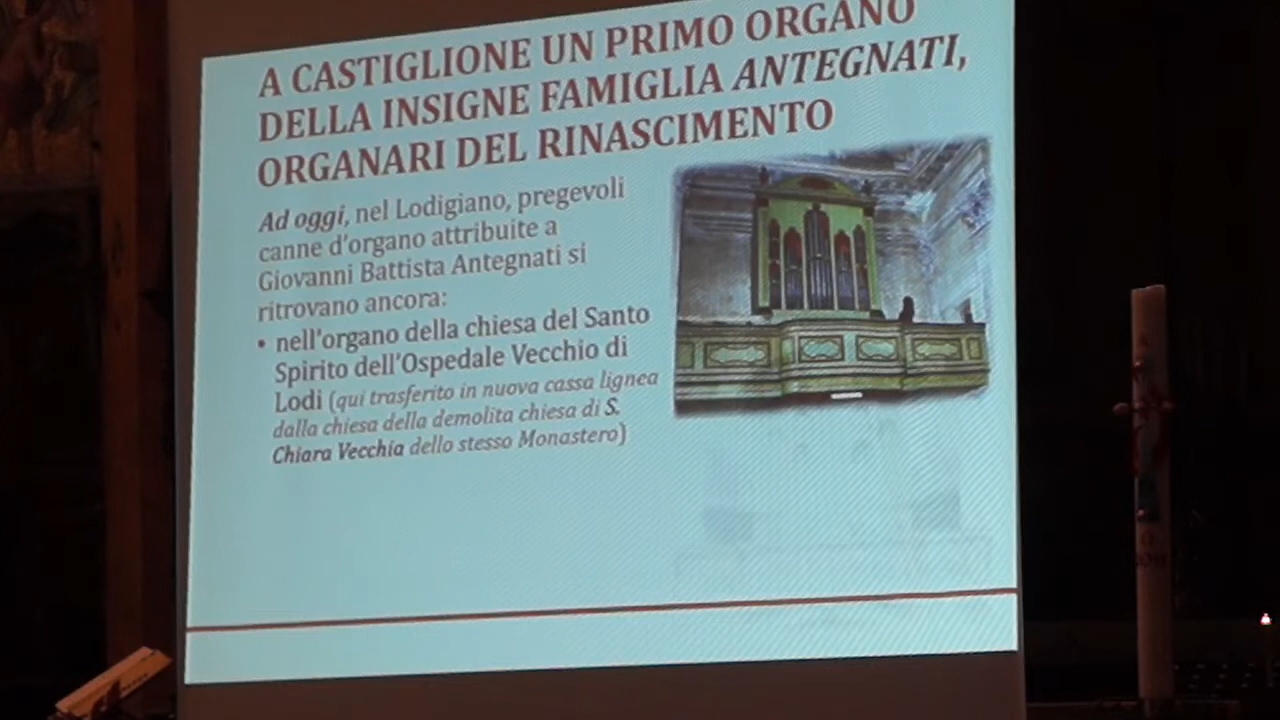 A CASTIGLIONE UN PRIMO ORGANO
DELLA INSIGNE FAMIGLIA ANTEGNATI,
ORGANARI DEL RINASCIMENTO
Ad oggi, nel Lodigiano, pregevoli
canne d'organo attribuite a
Giovanni Battista Antegnati si
ritrovano ancora:
• nell'organo della chiesa del Santo
Spirito dell'Ospedale Vecchio di
Lodi (qui trasferito in nuova cassa lignea
dalla chiesa della demolita chiesa di S.
Chiara Vecchia dello stesso Monastero)